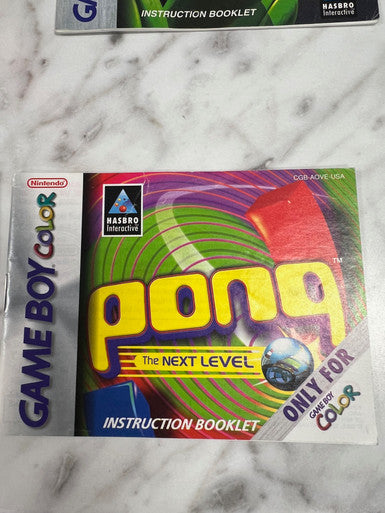 INSTRUCTION BOOKLET
HASBRO
Interactive
Nintendo
GAME BOY COLOR
HASBRO
Interactive
CGB-AOVE-USA
pong
TM
The NEXT LEVEL
ONLY FOR
GAME BOY
COLOR
INSTRUCTION BOOKLET